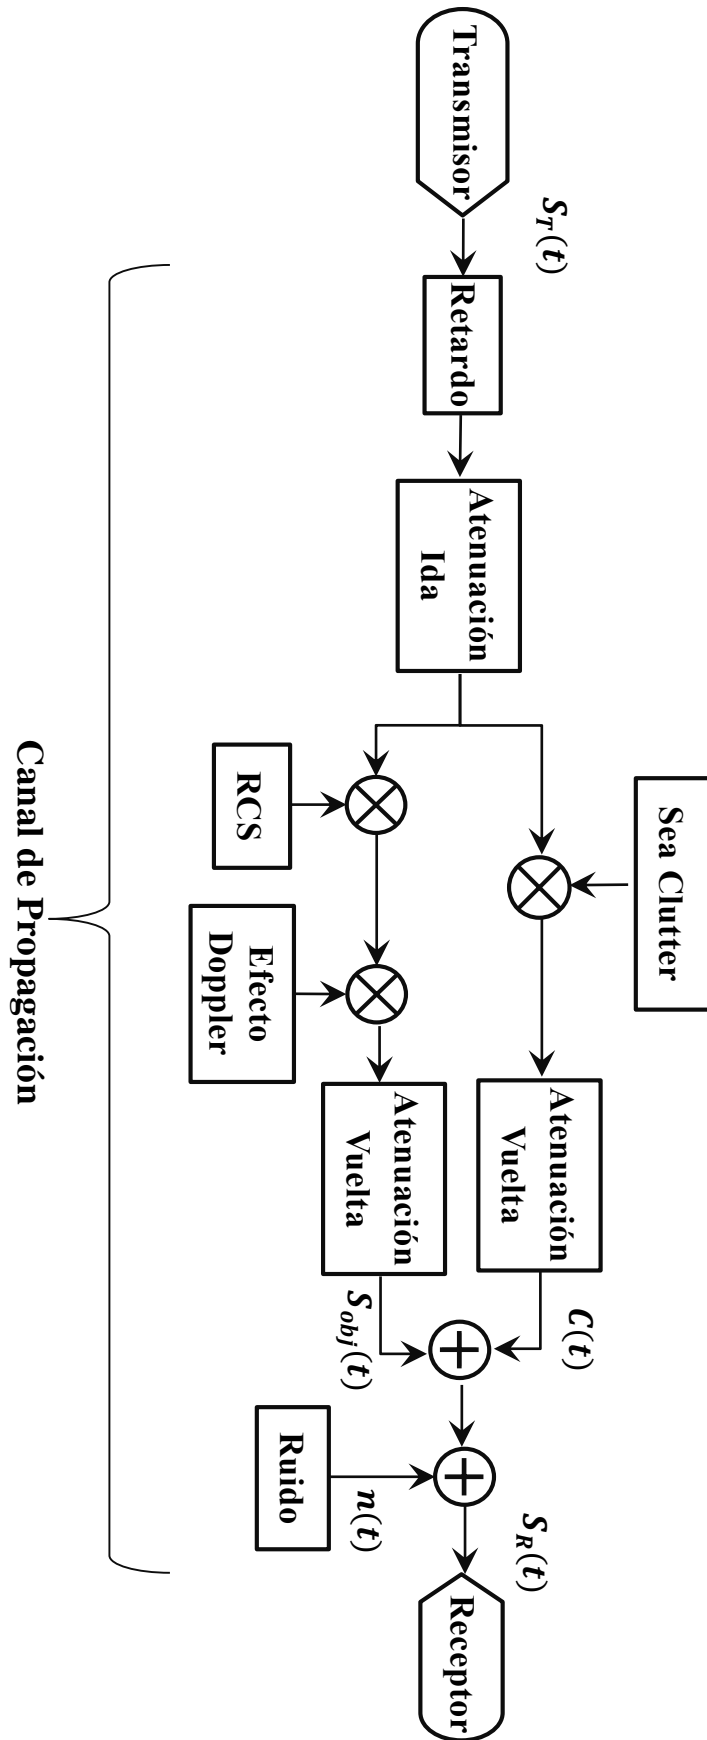 Transmisor
S_T(t)
Retardo
Atenuación
Ida
Sea Clutter
RCS
Efecto
Doppler
Atenuación
Vuelta
Atenuación
Vuelta
C(t)
S_obj(t)
Ruido
n(t)
S_R(t)
Receptor
Canal de Propagación